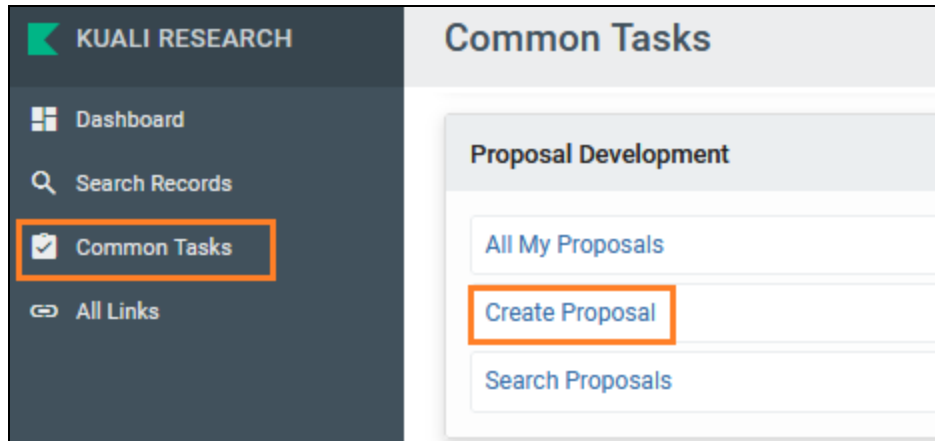 KUALI RESEARCH
Dashboard
Search Records
Common Tasks
All Links
Common Tasks
Proposal Development
All My Proposals
Create Proposal
Search Proposals